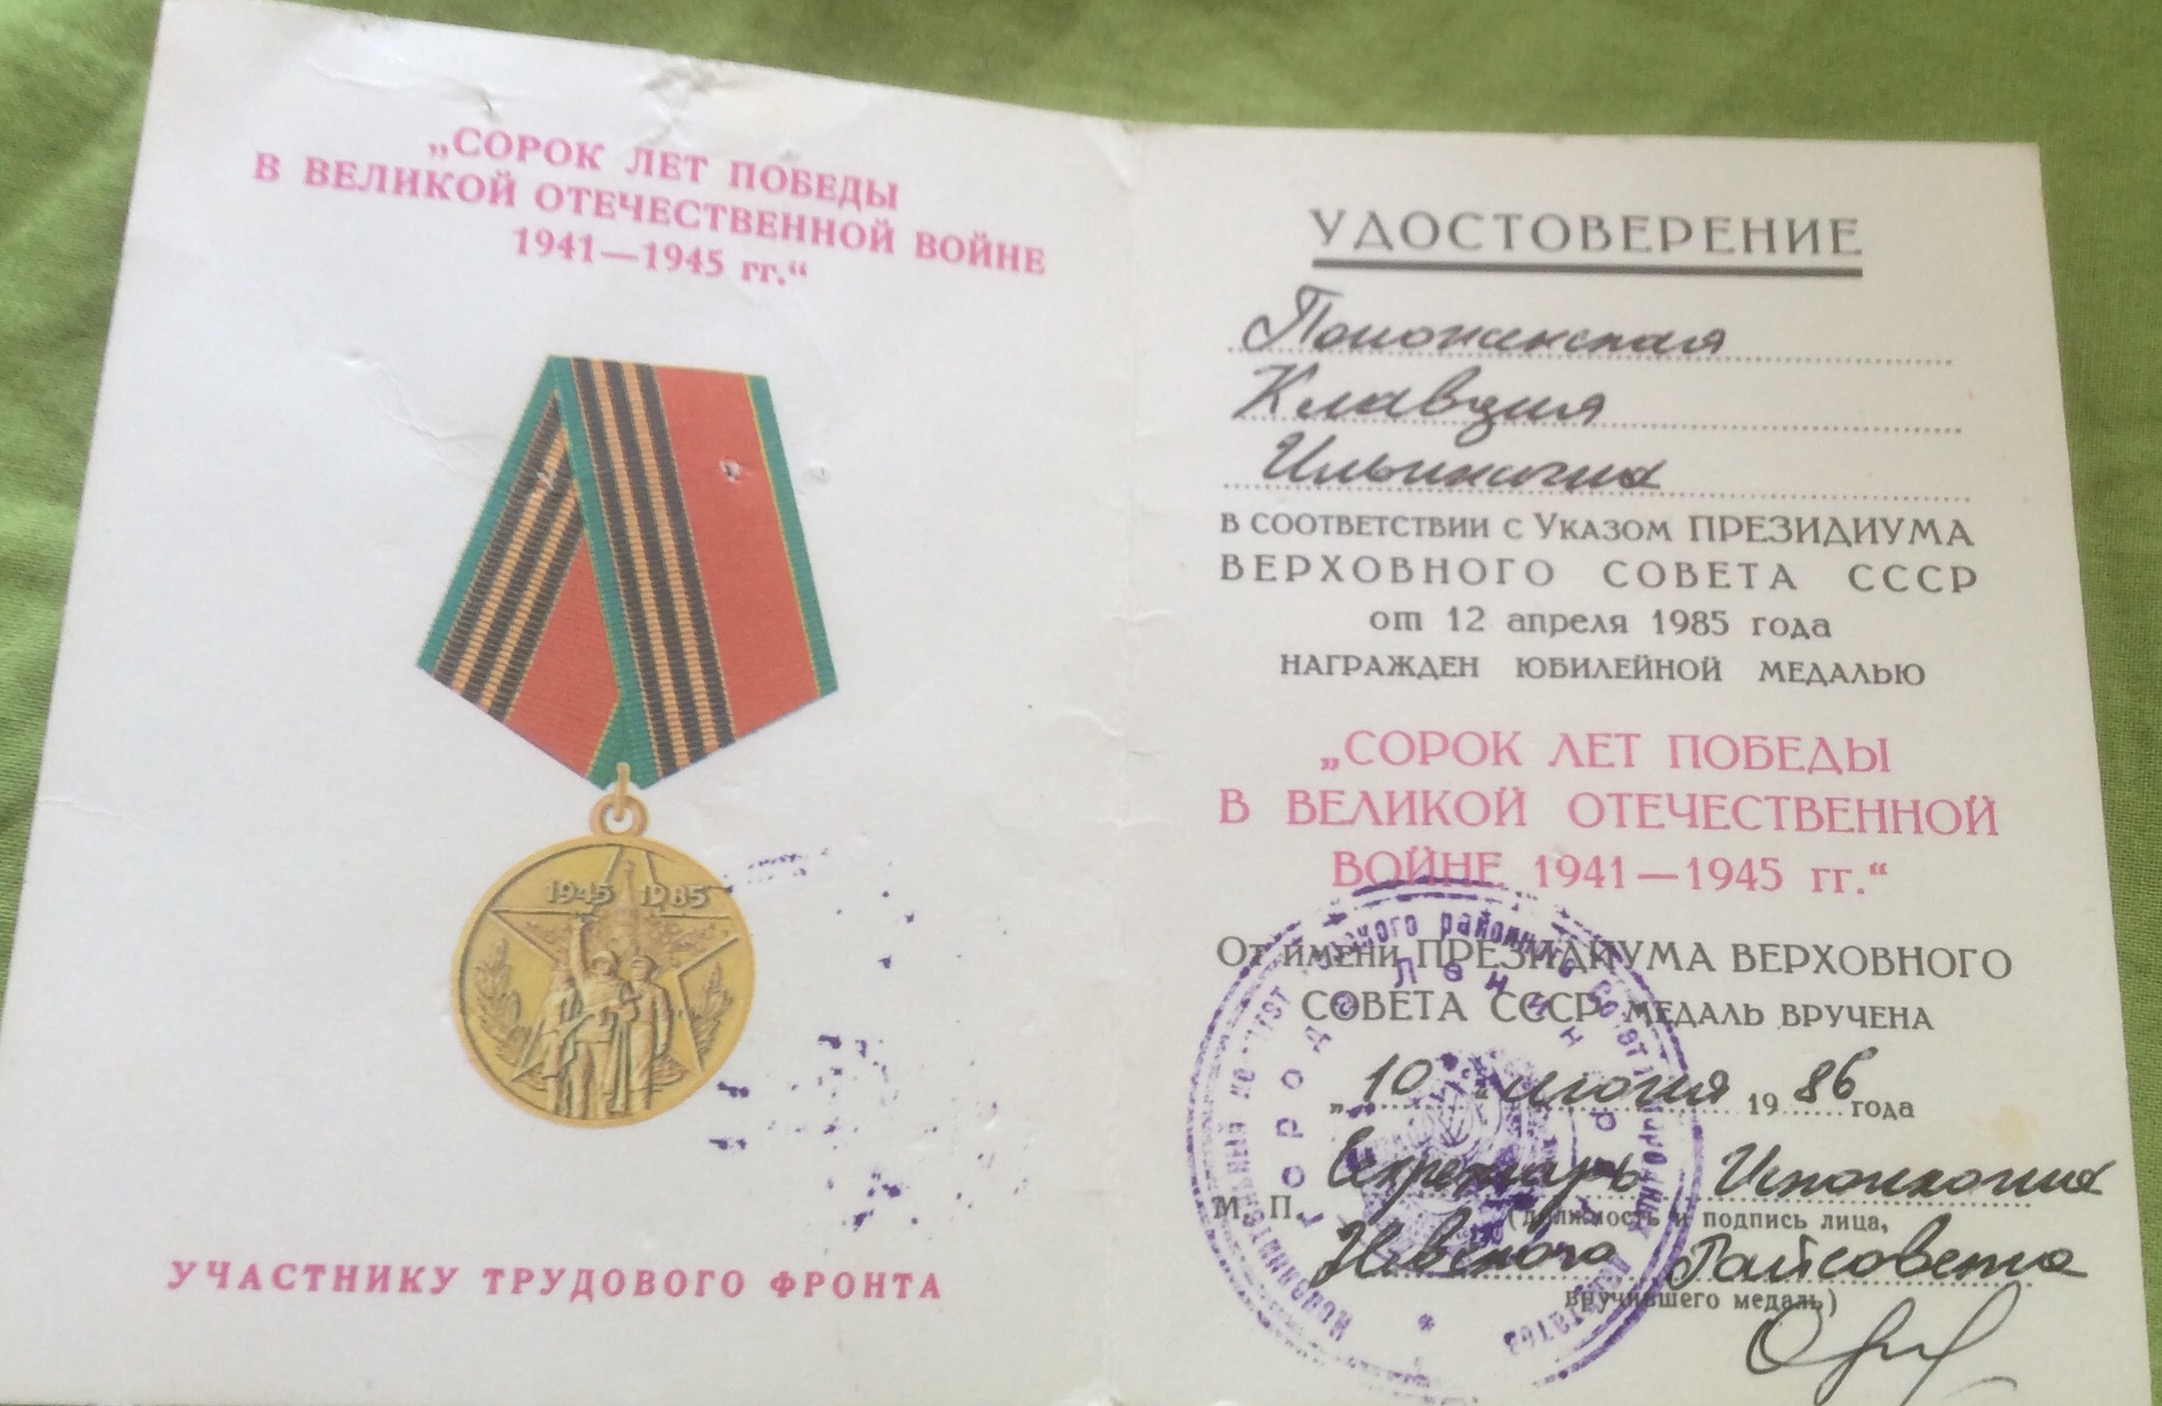 „СОРОК ЛЕТ ПОБЕДЫ
В ВЕЛИКОЙ ОТЕЧЕСТВЕННОЙ ВОЙНЕ
1941—1945 гг.“
1945 1985
УЧАСТНИКУ ТРУДОВОГО ФРОНТА
УДОСТОВЕРЕНИЕ
Клавдия
Ильинична
В СООТВЕТСТВИИ С УКАЗОМ ПРЕЗИДИУМА
ВЕРХОВНОГО СОВЕТА СССР
от 12 апреля 1985 года
НАГРАЖДЕН ЮБИЛЕЙНОЙ МЕДАЛЬЮ
„СОРОК ЛЕТ ПОБЕДЫ
В ВЕЛИКОЙ ОТЕЧЕСТВЕННОЙ
ВОЙНЕ 1941—1945 гг.“
ОТ ИМЕНИ ПРЕЗИДИУМА ВЕРХОВНОГО
СОВЕТА СССР МЕДАЛЬ ВРУЧЕНА
„10“ июня 1986 года
Секретарь Исполкома
М. П.
(должность и подпись лица,
Невского Райсовета
вручившего медаль)